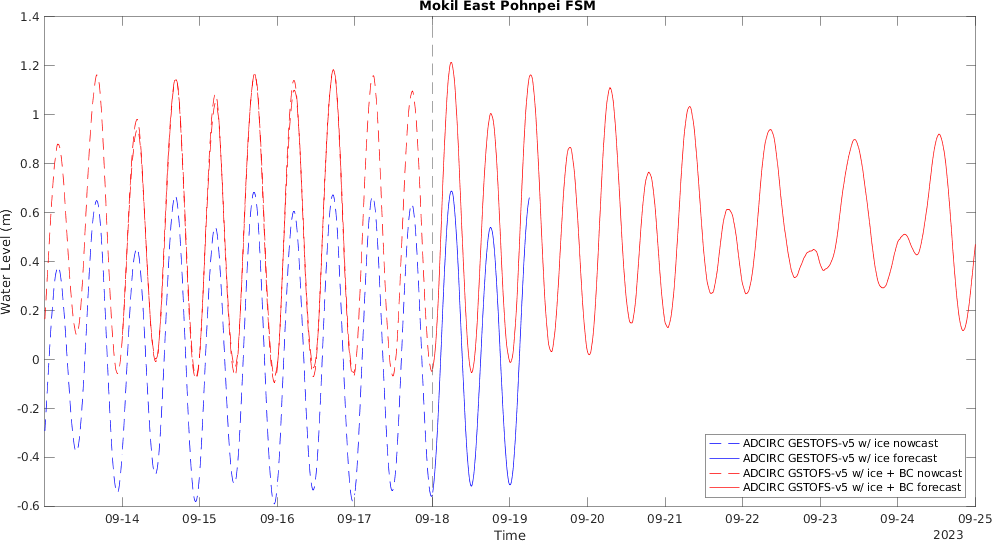 Mokil East Pohnpei FSM
1.4
1.2
1
0.8
0.6
0.4
0.2
0
-0.2
-0.4
-0.6
Water Level (m)
ADCIRC GESTOFS-v5 w/ ice nowcast
ADCIRC GESTOFS-v5 w/ ice forecast
ADCIRC GSTOFS-v5 w/ ice + BC nowcast
ADCIRC GSTOFS-v5 w/ ice + BC forecast
09-14 09-15 09-16 09-17 09-18 09-19 09-20 09-21 09-22 09-23 09-24 09-25
Time
2023